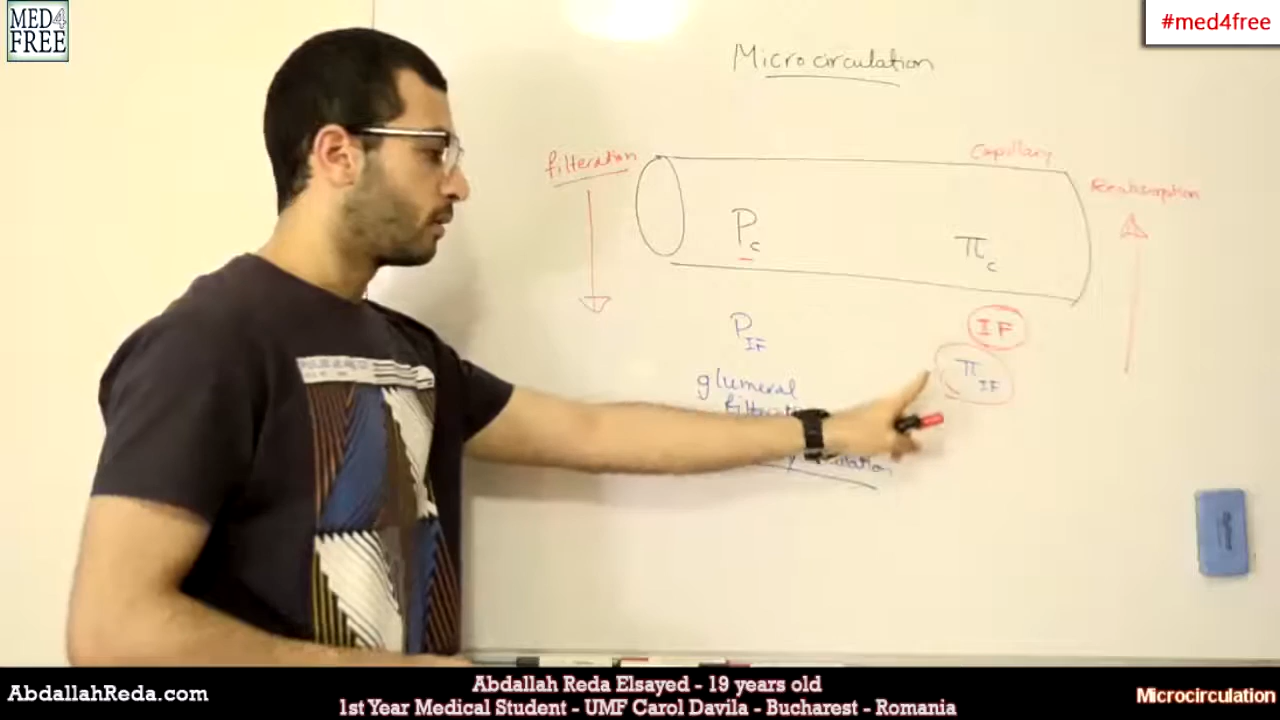 MED4
FREE
#med4free
Microcirculation
filteration
Capillary
Reabsorption
Pc
πc
PIF
IF
πIF
glumeral
AbdallahReda.com
Abdallah Reda Elsayed - 19 years old
1st Year Medical Student - UMF Carol Davila - Bucharest - Romania
Microcirculation